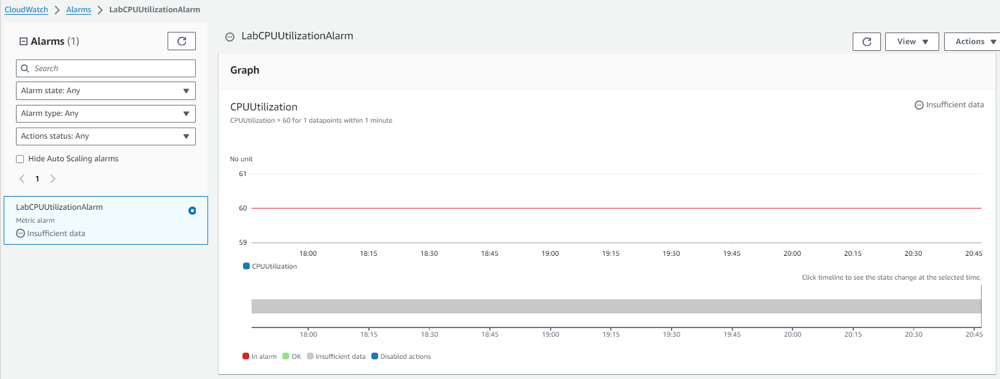 CloudWatch > Alarms > LabCPUUtilizationAlarm
Alarms (1)
Search
Alarm state: Any
Alarm type: Any
Actions status: Any
Hide Auto Scaling alarms
1
LabCPUUtilizationAlarm
Metric alarm
Insufficient data
LabCPUUtilizationAlarm
View
Actions
Graph
CPUUtilization
Insufficient data
CPUUtilization > 60 for 1 datapoints within 1 minute
No unit
61
60
59
18:00 18:15 18:30 18:45 19:00 19:15 19:30 19:45 20:00 20:15 20:30 20:45
CPUUtilization
Click timeline to see the state change at the selected time.
18:00 18:15 18:30 18:45 19:00 19:15 19:30 19:45 20:00 20:15 20:30 20:45
In alarm OK Insufficient data Disabled actions